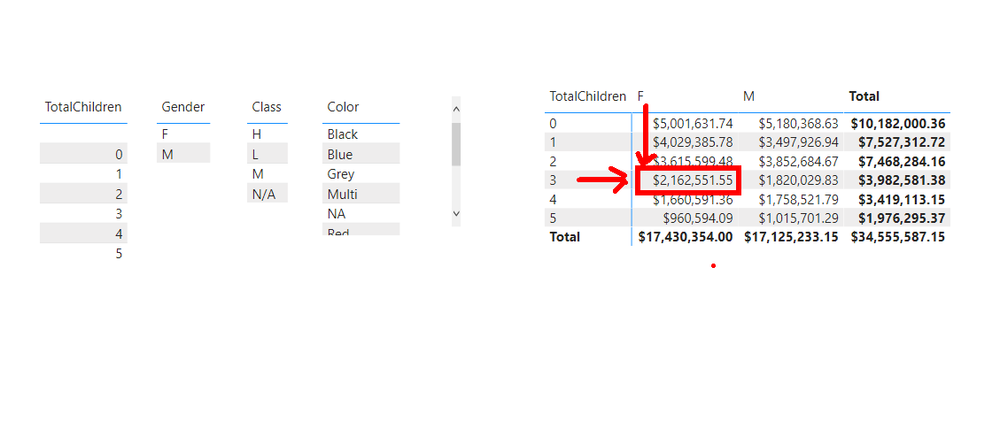 TotalChildren
0
1
2
3
4
5
Gender
F
M
Class
H
L
M
N/A
Color
Black
Blue
Grey
Multi
NA
Red
TotalChildren F M Total
0 $5,001,631.74 $5,180,368.63 $10,182,000.36
1 $4,029,385.78 $3,497,926.94 $7,527,312.72
2 $3,615,599.48 $3,852,684.67 $7,468,284.16
3 $2,162,551.55 $1,820,029.83 $3,982,581.38
4 $1,660,591.36 $1,758,521.79 $3,419,113.15
5 $960,594.09 $1,015,701.29 $1,976,295.37
Total $17,430,354.00 $17,125,233.15 $34,555,587.15